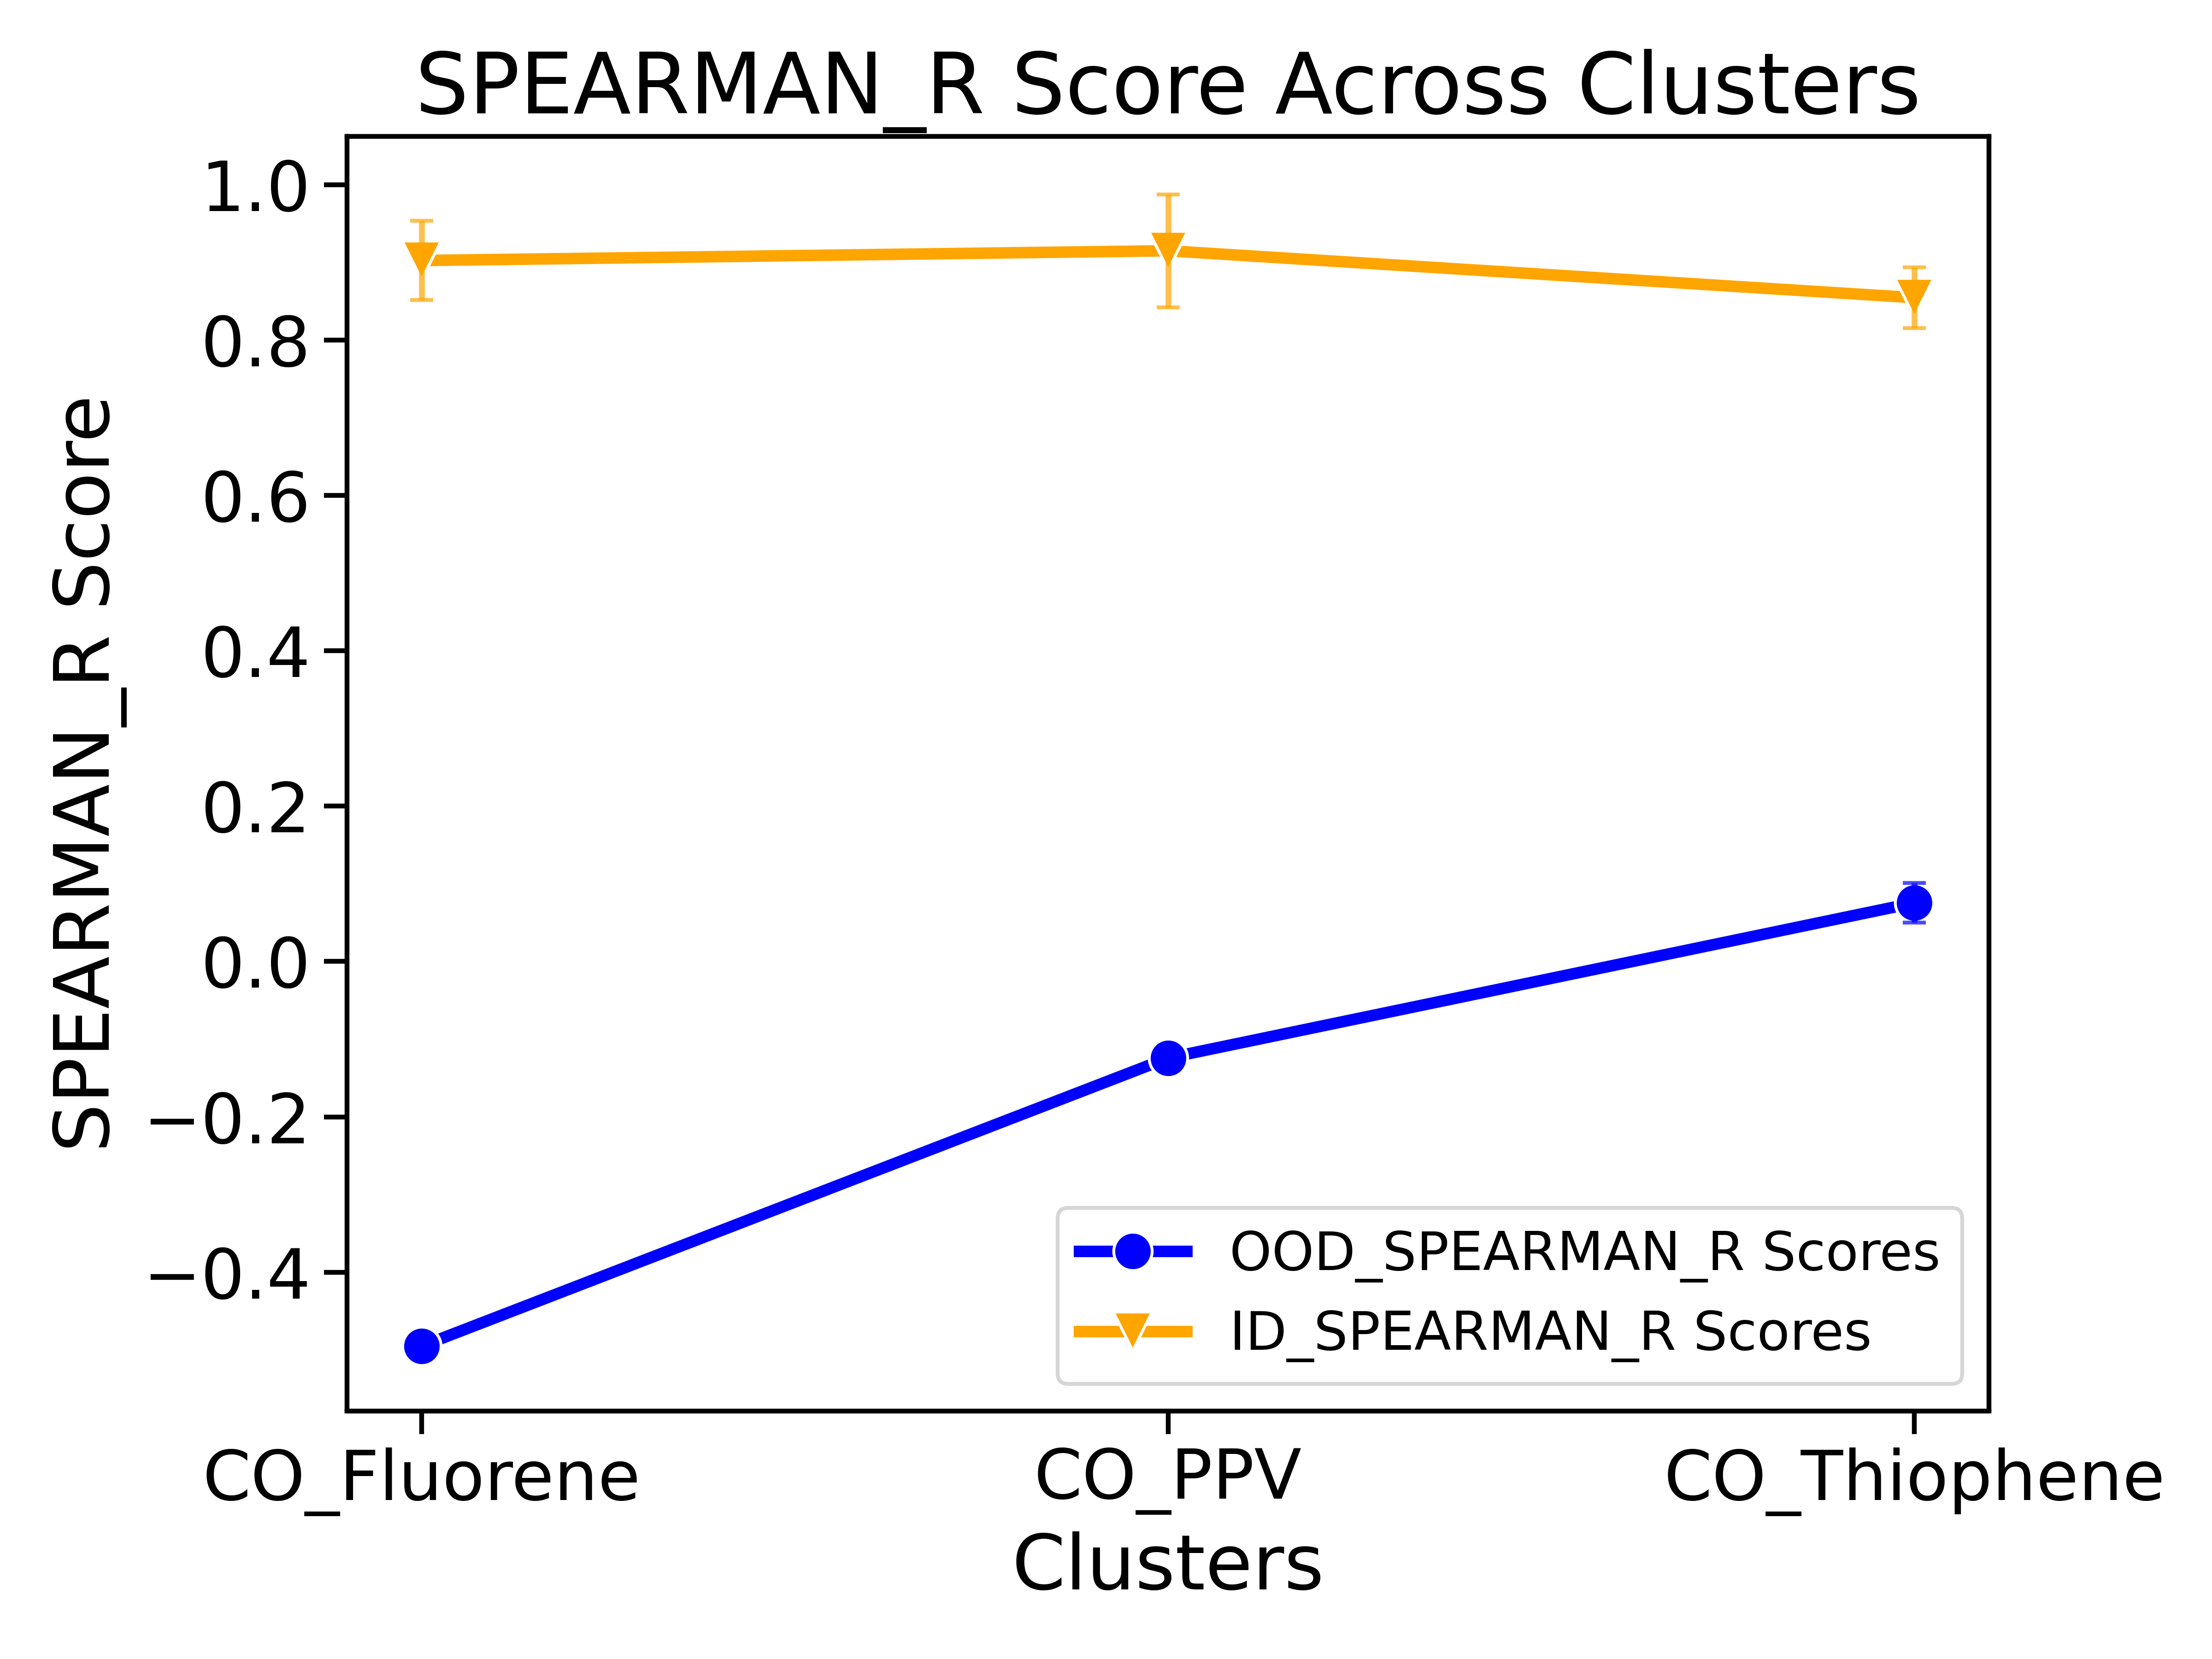 SPEARMAN_R Score Across Clusters
SPEARMAN_R Score
1.0
0.8
0.6
0.4
0.2
0.0
−0.2
−0.4
OOD_SPEARMAN_R Scores
ID_SPEARMAN_R Scores
CO_Fluorene CO_PPV CO_Thiophene
Clusters